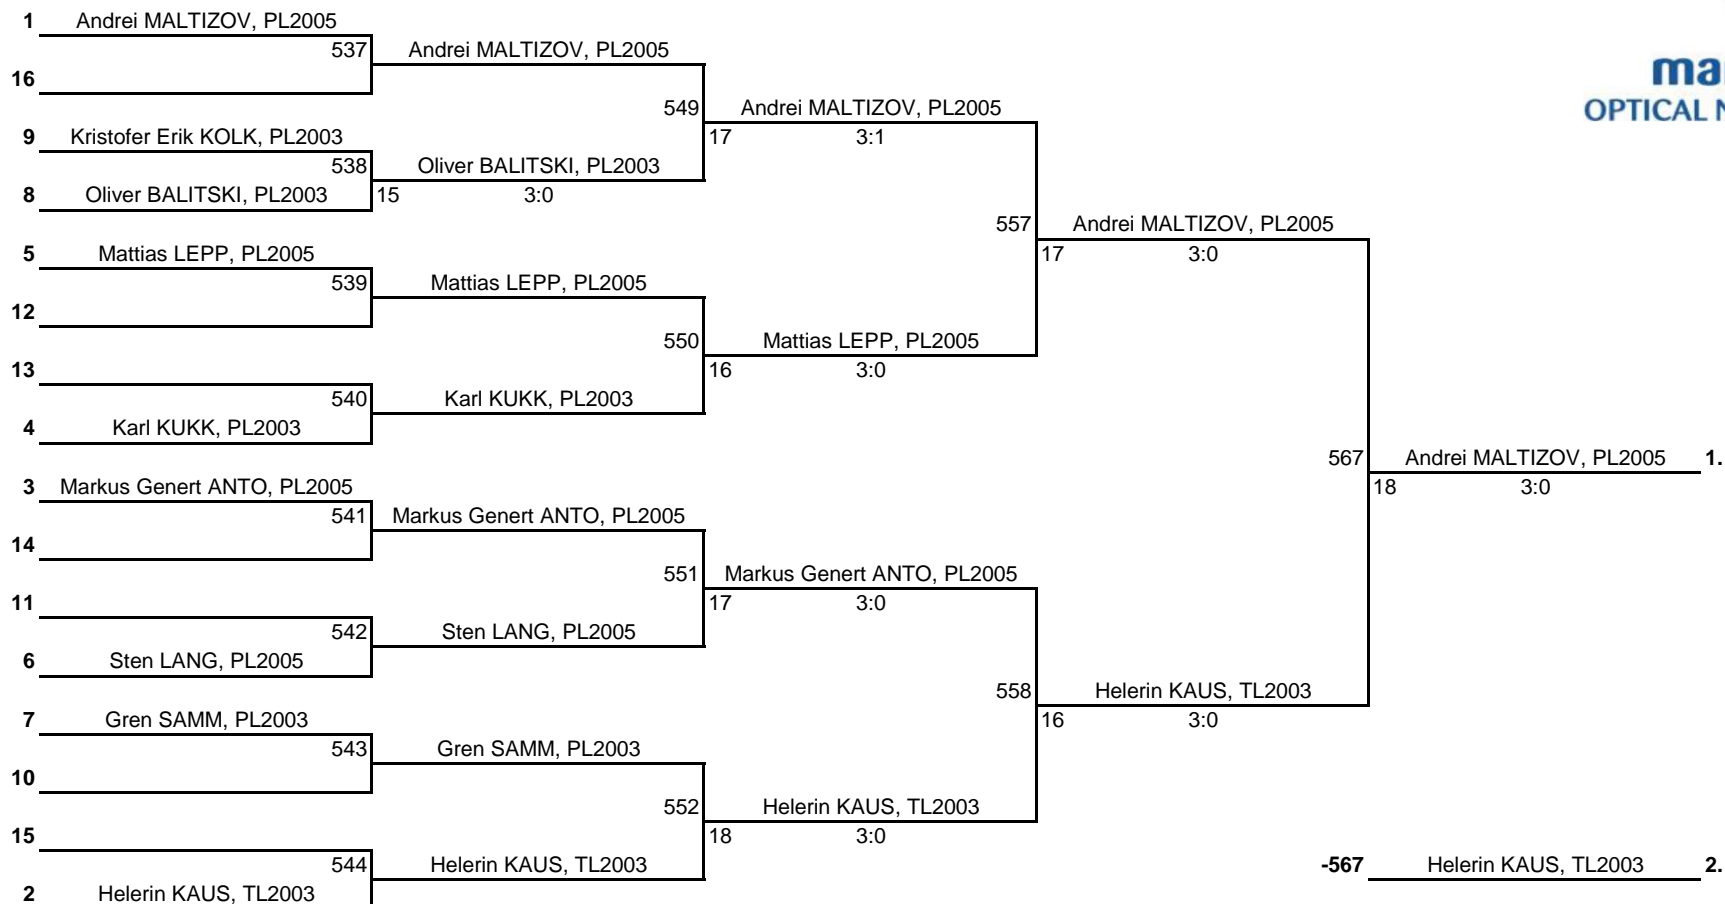 1 Andrei MALTIZOV, PL2005
537 Andrei MALTIZOV, PL2005
16
549 Andrei MALTIZOV, PL2005
OPTICAL
9 Kristofer Erik KOLK, PL2003
17 3:1
538 Oliver BALITSKI, PL2003
8 Oliver BALITSKI, PL2003 15 3:0
557 Andrei MALTIZOV, PL2005
5 Mattias LEPP, PL2005
17 3:0
539 Mattias LEPP, PL2005
12
550 Mattias LEPP, PL2005
13
16 3:0
540 Karl KUKK, PL2003
4 Karl KUKK, PL2003
567 Andrei MALTIZOV, PL2005 1.
3 Markus Genert ANTO, PL2005
18 3:0
541 Markus Genert ANTO, PL2005
14
551 Markus Genert ANTO, PL2005
11
17 3:0
542 Sten LANG, PL2005
6 Sten LANG, PL2005
558 Helerin KAUS, TL2003
7 Gren SAMM, PL2003
16 3:0
543 Gren SAMM, PL2003
10
552 Helerin KAUS, TL2003
15
18 3:0
544 Helerin KAUS, TL2003
-567 Helerin KAUS, TL2003 2.
2 Helerin KAUS, TL2003